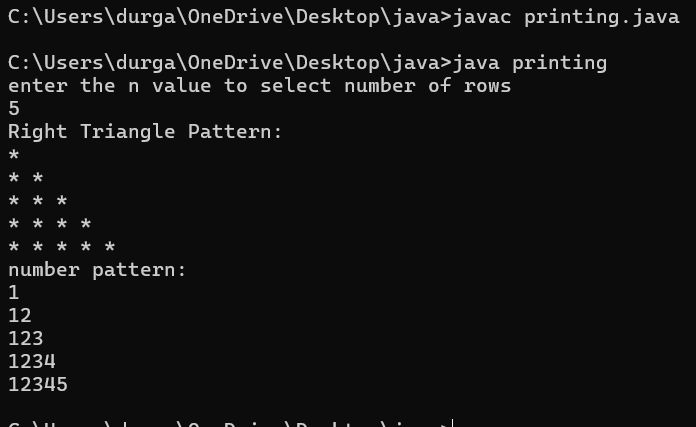 C:\Users\durga\OneDrive\Desktop\java>javac printing.java
C:\Users\durga\OneDrive\Desktop\java>java printing
enter the n value to select number of rows
5
Right Triangle Pattern:
*
* *
* * *
* * * *
* * * * *
number pattern:
1
12
123
1234
12345
C:\Users\durga\OneDrive\Desktop\java>